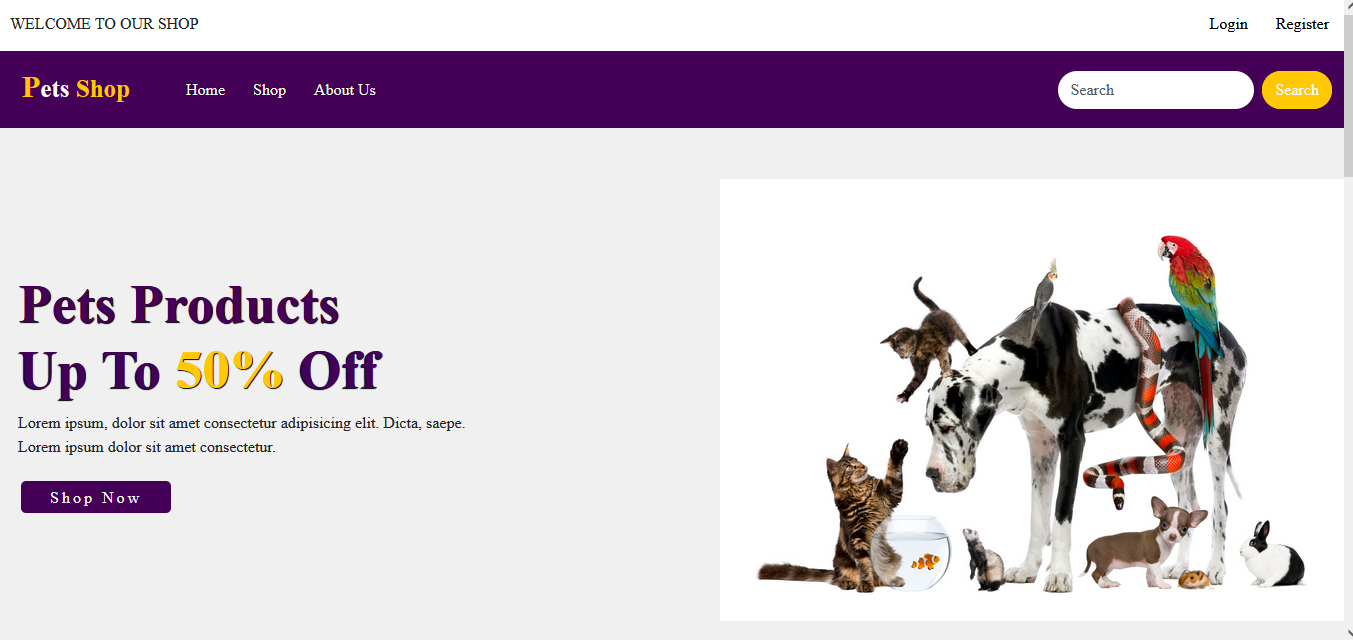 WELCOME TO OUR SHOP
Login
Register
Pets Shop
Home
Shop
About Us
Search
Search
Pets Products
Up To 50% Off
Lorem ipsum, dolor sit amet consectetur adipisicing elit. Dicta, saepe.
Lorem ipsum dolor sit amet consectetur.
Shop Now